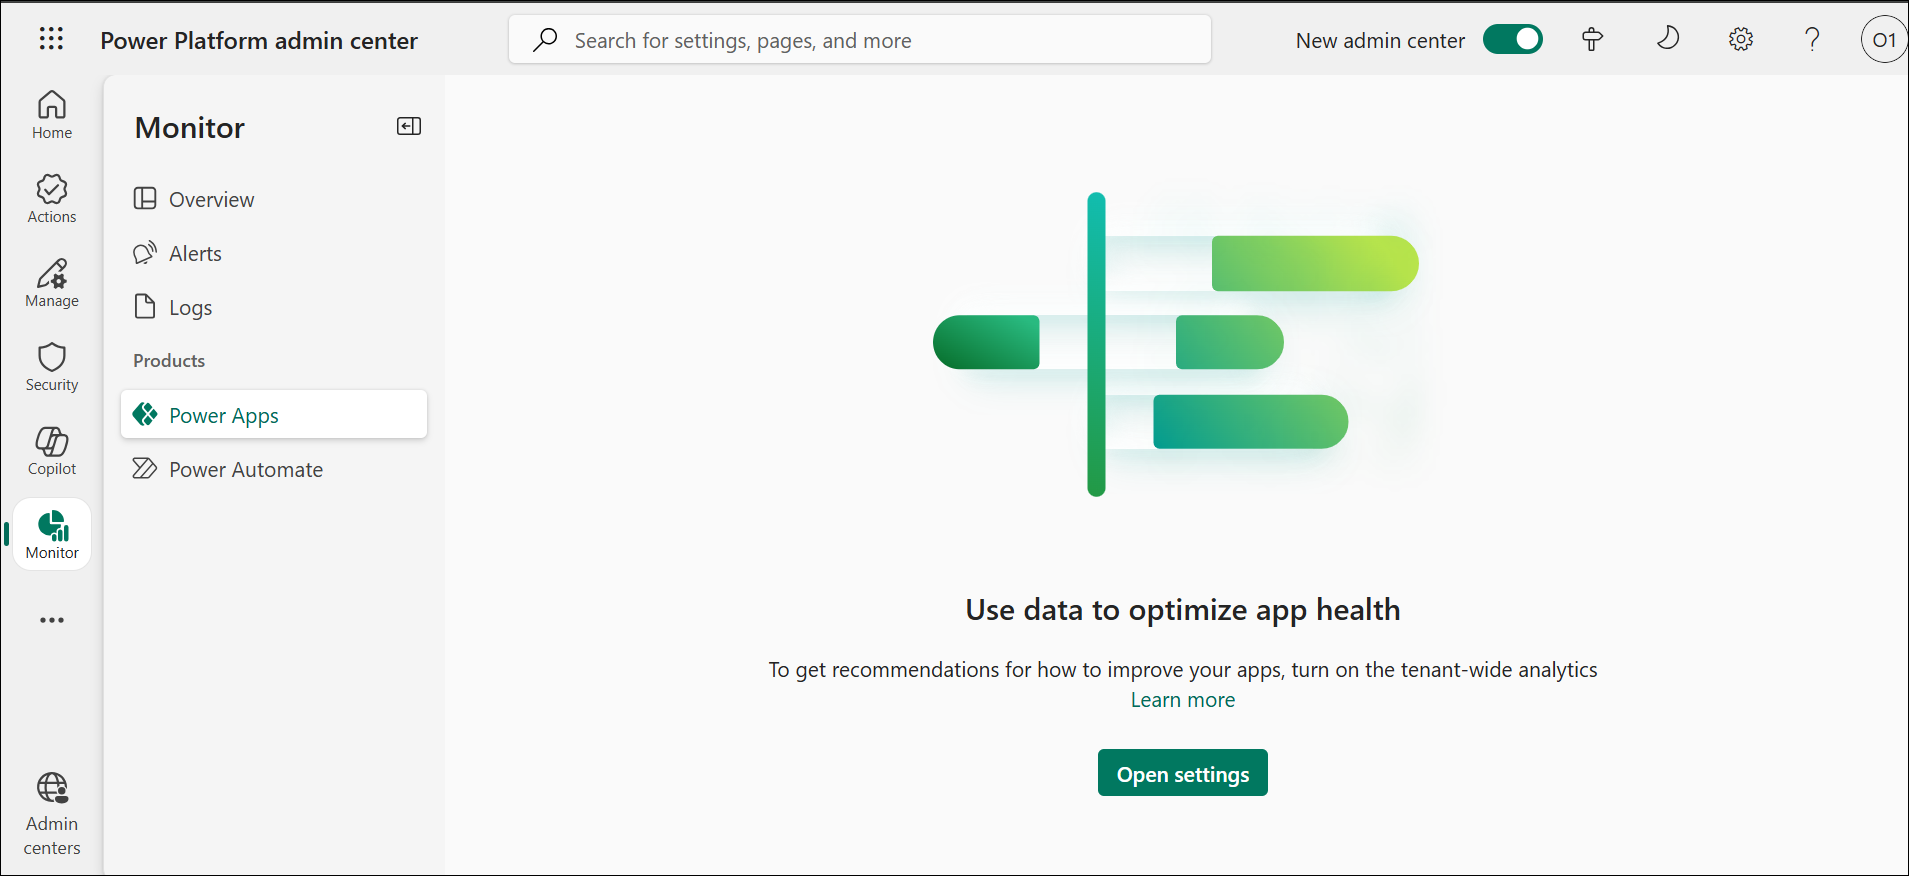 Power Platform admin center
Search for settings, pages, and more
New admin center
O1
Home
Actions
Manage
Security
Copilot
Monitor
Admin
centers
Monitor
Overview
Alerts
Logs
Products
Power Apps
Power Automate
Use data to optimize app health
To get recommendations for how to improve your apps, turn on the tenant-wide analytics
Learn more
Open settings